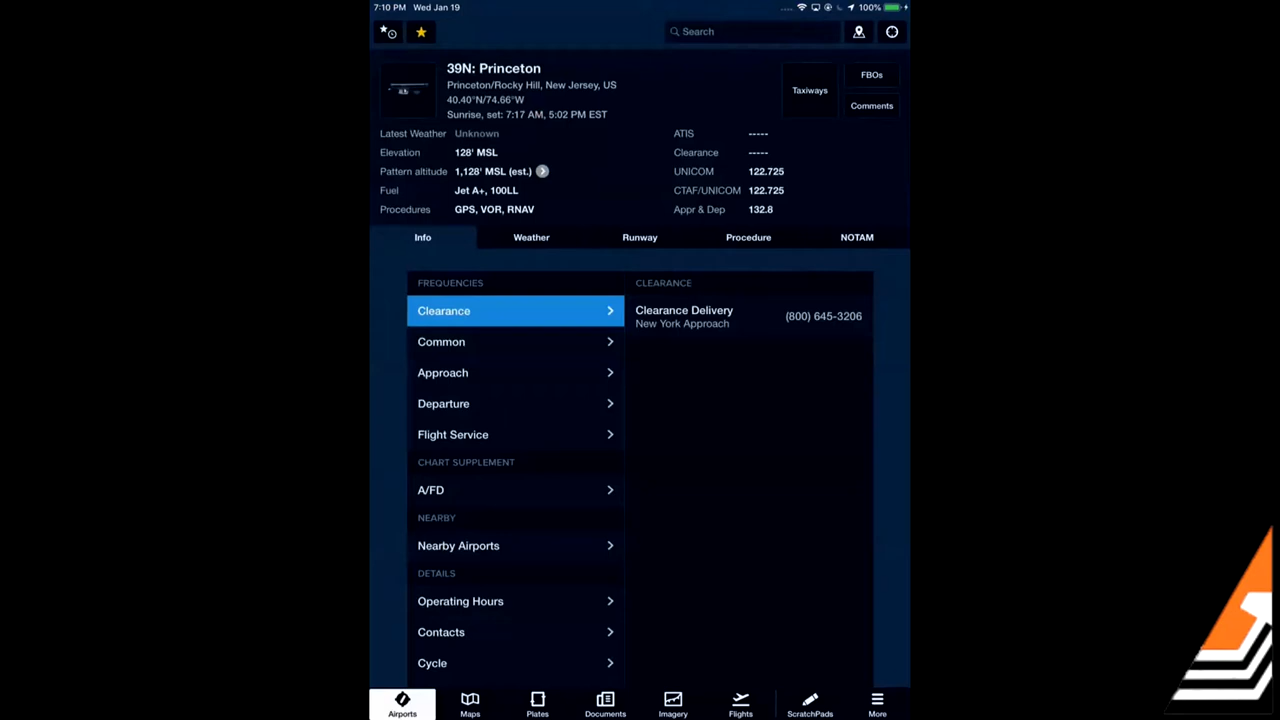 7:10 PM Wed Jan 19
100%
Search
39N: Princeton
Princeton/Rocky Hill, New Jersey, US
40.40°N/74.66°W
Sunrise, set: 7:17 AM, 5:02 PM EST
Taxiways
FBOs
Comments
Latest Weather Unknown
Elevation 128' MSL
Pattern altitude 1,128' MSL (est.)
Fuel Jet A+, 100LL
Procedures GPS, VOR, RNAV
ATIS -----
Clearance -----
UNICOM 122.725
CTAF/UNICOM 122.725
Appr & Dep 132.8
Info Weather Runway Procedure NOTAM
FREQUENCIES
Clearance
Common
Approach
Departure
Flight Service
CHART SUPPLEMENT
A/FD
NEARBY
Nearby Airports
DETAILS
Operating Hours
Contacts
Cycle
CLEARANCE
Clearance Delivery (800) 645-3206
New York Approach
Airports Maps Plates Documents Imagery Flights ScratchPads More